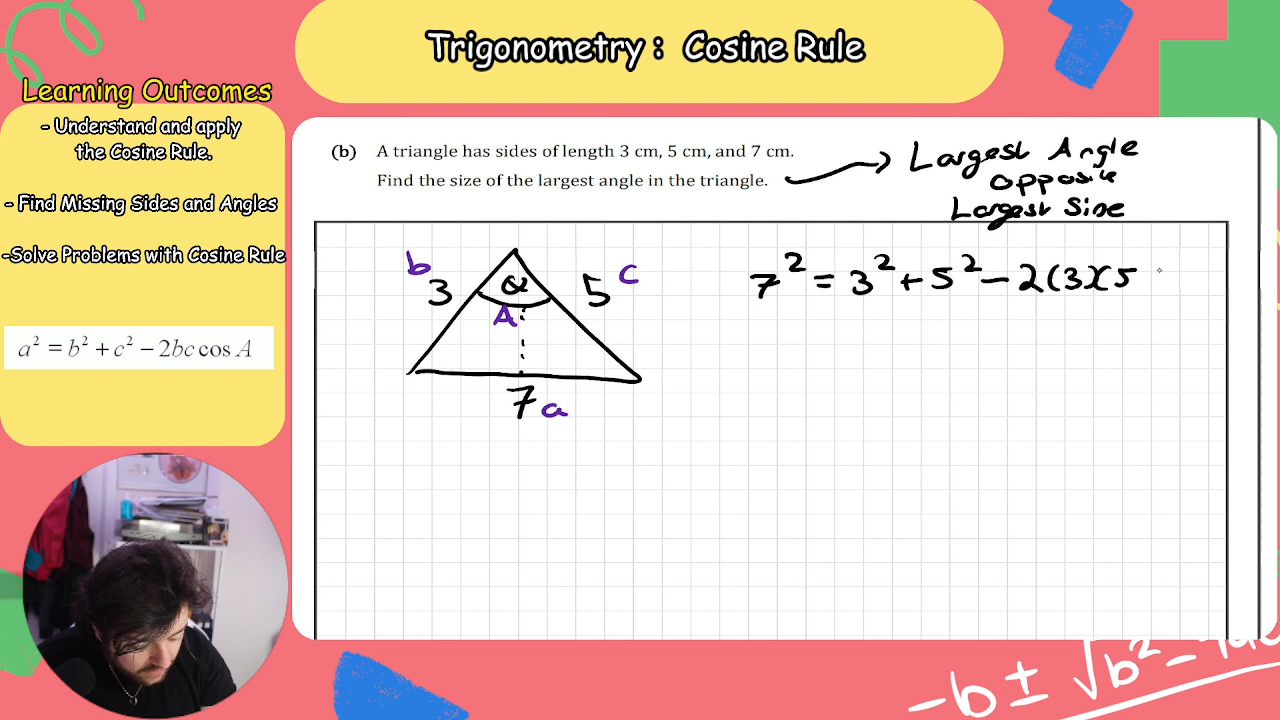 Trigonometry : Cosine Rule
Learning Outcomes
- Understand and apply
the Cosine Rule.
- Find Missing Sides and Angles
-Solve Problems with Cosine Rule
a² = b² + c² − 2bc cos A
(b) A triangle has sides of length 3 cm, 5 cm, and 7 cm.
Find the size of the largest angle in the triangle.
Largest Angle
opposite
Largest Side
b
3
A
5
c
7
a
7² = 3² + 5² − 2(3)(5
-b ± √b² −